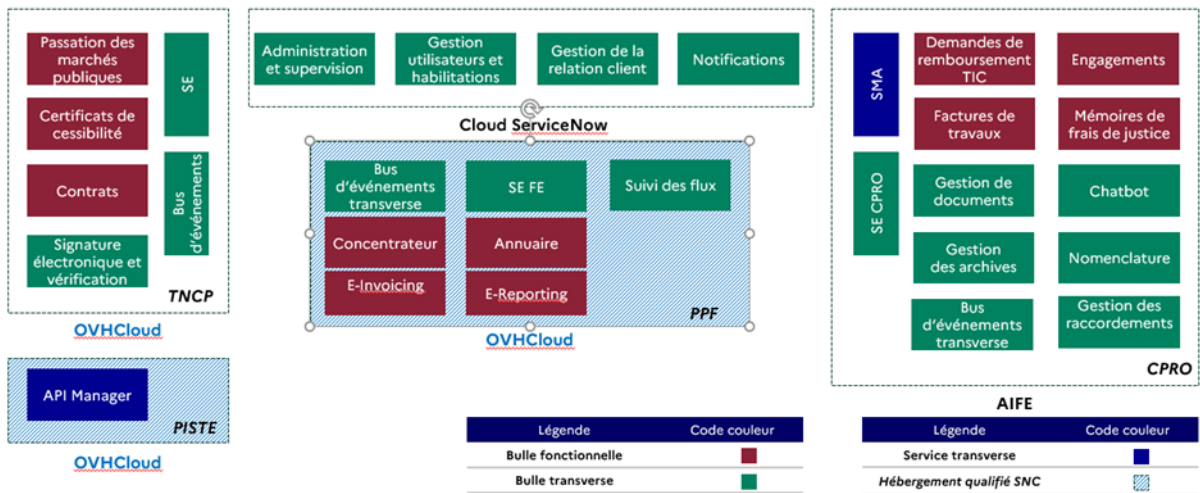 Passation des
marchés
publiques
SE
Certificats de
cessibilité
Contrats
Bus
d'événements
Signature
électronique et
vérification
TNCP
OVHCloud
API Manager
PISTE
OVHCloud
Administration
et supervision
Gestion
utilisateurs et
habilitations
Gestion de la
relation client
Notifications
Cloud ServiceNow
Bus
d'événements
transverse
SE FE
Suivi des flux
Concentrateur
Annuaire
E-Invoicing
E-Reporting
PPF
OVHCloud
SMA
Demandes de
remboursement
TIC
Engagements
Factures de
travaux
Mémoires de
frais de justice
SE CPRO
Gestion de
documents
Chatbot
Gestion
des archives
Nomenclature
Bus
d'événements
transverse
Gestion des
raccordements
CPRO
AIFE
Légende Code couleur
Bulle fonctionnelle
Bulle transverse
Légende Code couleur
Service transverse
Hébergement qualifié SNC